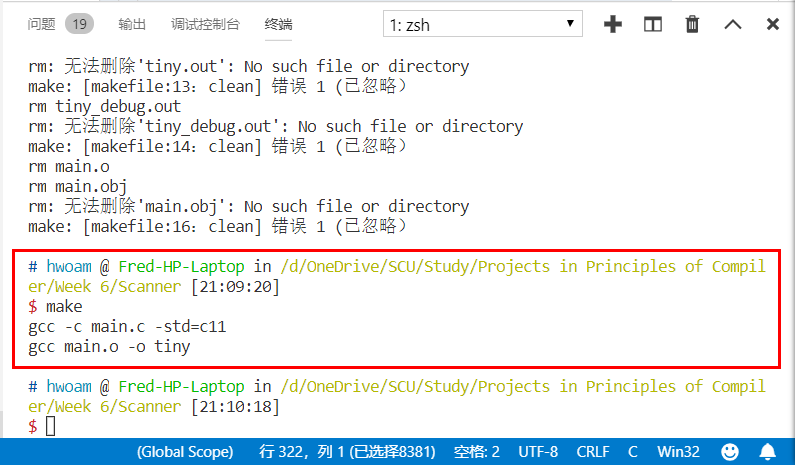 问题 19 输出 调试控制台 终端 1: zsh
rm: 无法删除'tiny.out': No such file or directory
make: [makefile:13: clean] 错误 1 (已忽略)
rm tiny_debug.out
rm: 无法删除'tiny_debug.out': No such file or directory
make: [makefile:14: clean] 错误 1 (已忽略)
rm main.o
rm main.obj
rm: 无法删除'main.obj': No such file or directory
make: [makefile:16: clean] 错误 1 (已忽略)
# hwoam @ Fred-HP-Laptop in /d/OneDrive/SCU/Study/Projects in Principles of Compil
er/Week 6/Scanner [21:09:20]
$ make
gcc -c main.c -std=c11
gcc main.o -o tiny
# hwoam @ Fred-HP-Laptop in /d/OneDrive/SCU/Study/Projects in Principles of Compil
er/Week 6/Scanner [21:10:18]
$
(Global Scope) 行 322，列 1 (已选择8381) 空格: 2 UTF-8 CRLF C Win32